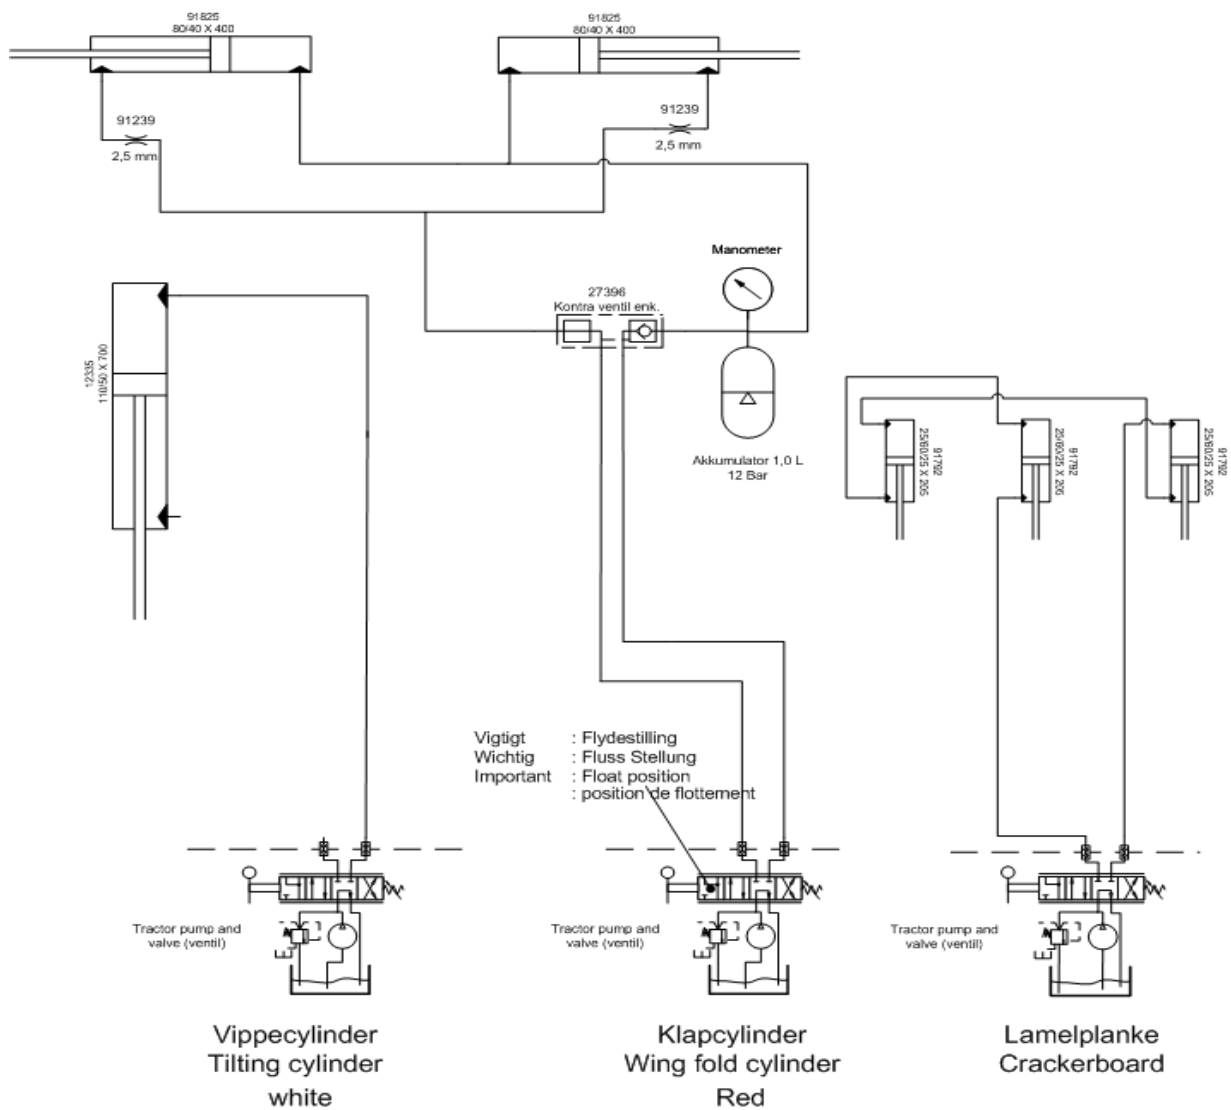 91825
80/40 X 400
91825
80/40 X 400
91239
2,5 mm
91239
2,5 mm
Manometer
27396
Kontra ventil enk.
12335
110/50 X 700
Akkumulator 1,0 L
12 Bar
91792
25/60/25 X 205
91792
25/60/25 X 205
91792
25/60/25 X 205
Vigtigt : Flydestilling
Wichtig : Fluss Stellung
Important : Float position
: position de flottement
Tractor pump and
valve (ventil)
Tractor pump and
valve (ventil)
Tractor pump and
valve (ventil)
Vippecylinder
Tilting cylinder
white
Klapcylinder
Wing fold cylinder
Red
Lamelplanke
Crackerboard